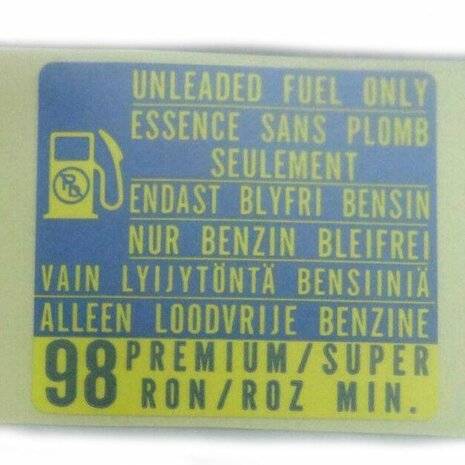 UNLEADED FUEL ONLY
ESSENCE SANS PLOMB
SEULEMENT
ENDAST BLYFRI BENSIN
NUR BENZIN BLEIFREI
VAIN LYIJYTÖNTÄ BENSIINIÄ
ALLEEN LOODVRIJE BENZINE
98 PREMIUM/SUPER
RON/ROZ MIN.